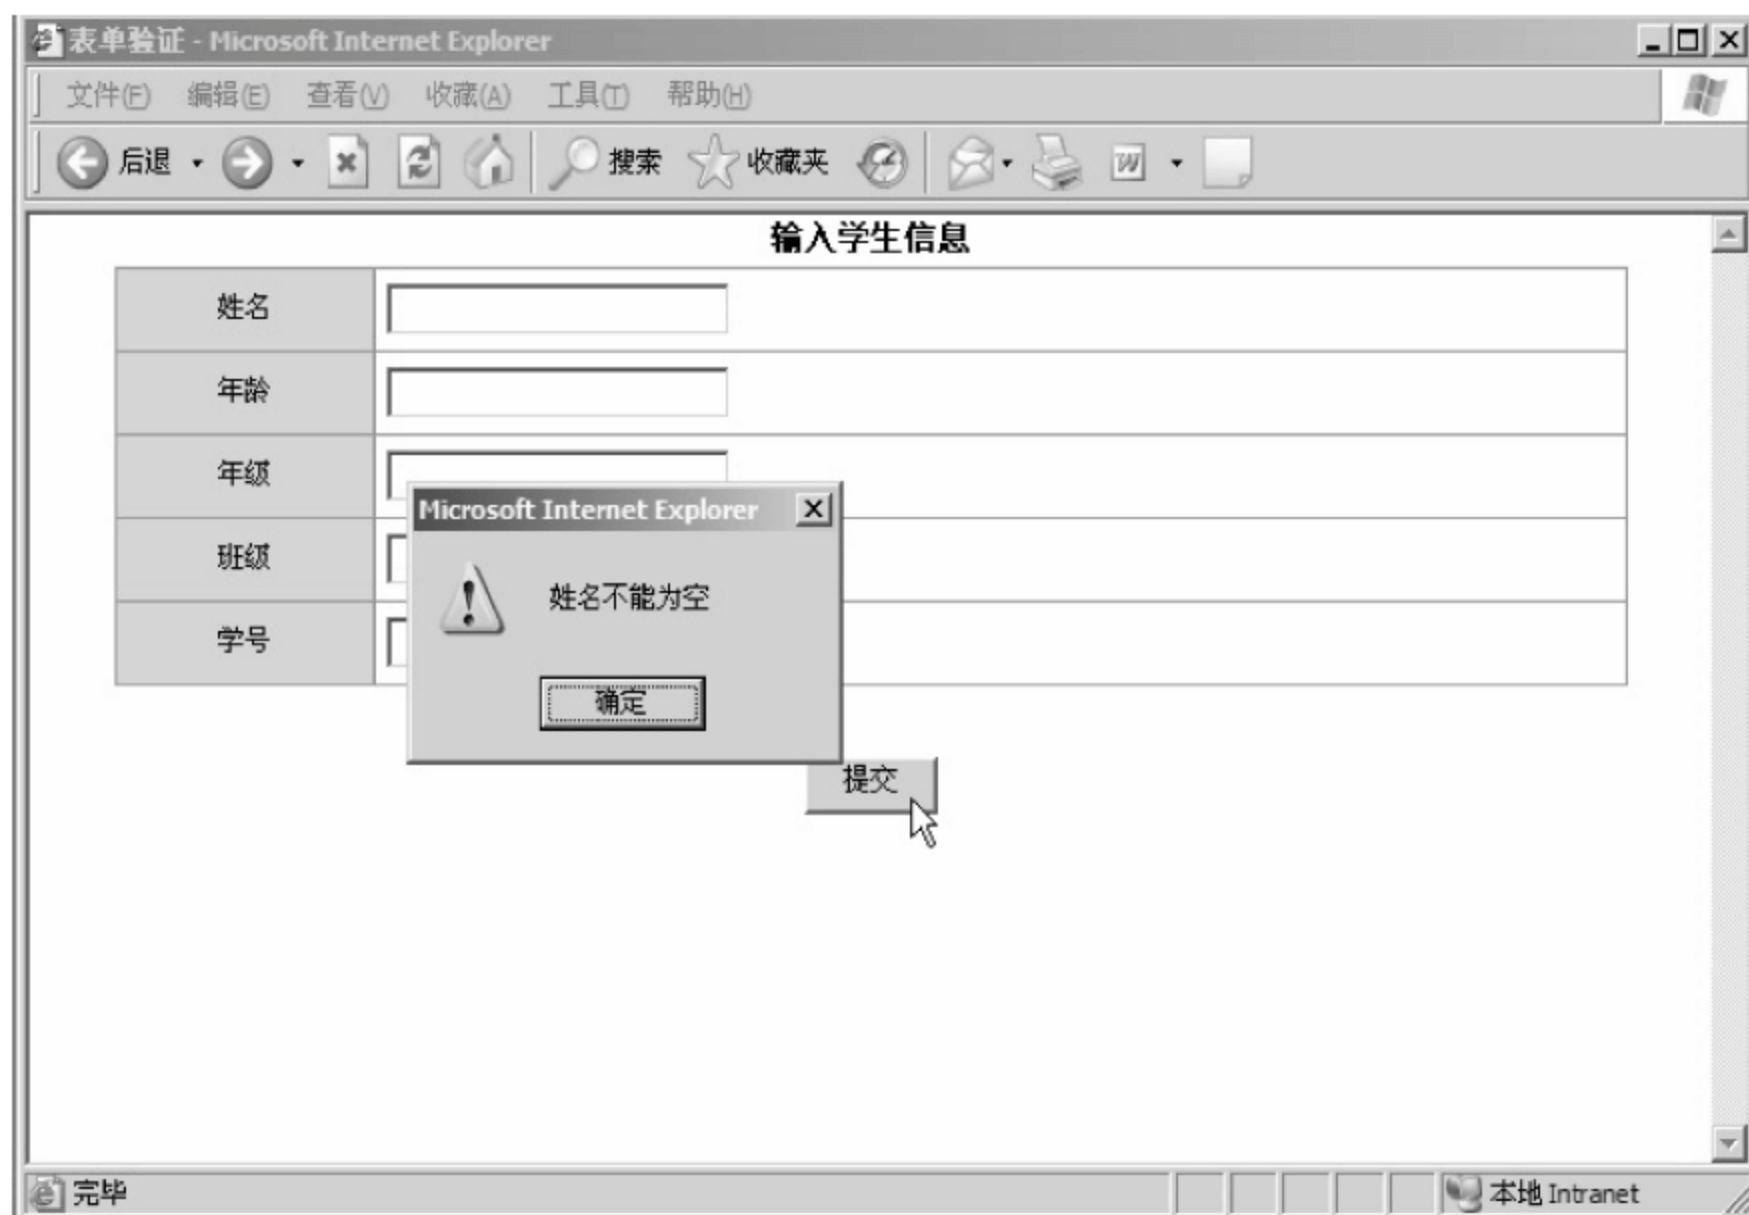 表单验证 - Microsoft Internet Explorer
文件(F) 编辑(E) 查看(V) 收藏(A) 工具(T) 帮助(H)
后退 搜索 收藏夹 W
输入学生信息
姓名
年龄
年级
班级
学号
Microsoft Internet Explorer
姓名不能为空
确定
提交
完毕 本地 Intranet